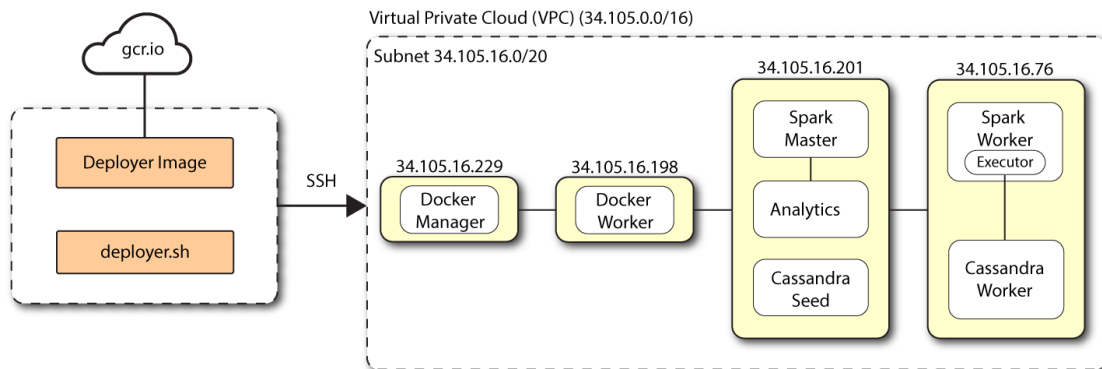 gcr.io
Deployer Image
deployer.sh
SSH
Virtual Private Cloud (VPC) (34.105.0.0/16)
Subnet 34.105.16.0/20
34.105.16.229
Docker
Manager
34.105.16.198
Docker
Worker
34.105.16.201
Spark
Master
Analytics
Cassandra
Seed
34.105.16.76
Spark
Worker
Executor
Cassandra
Worker